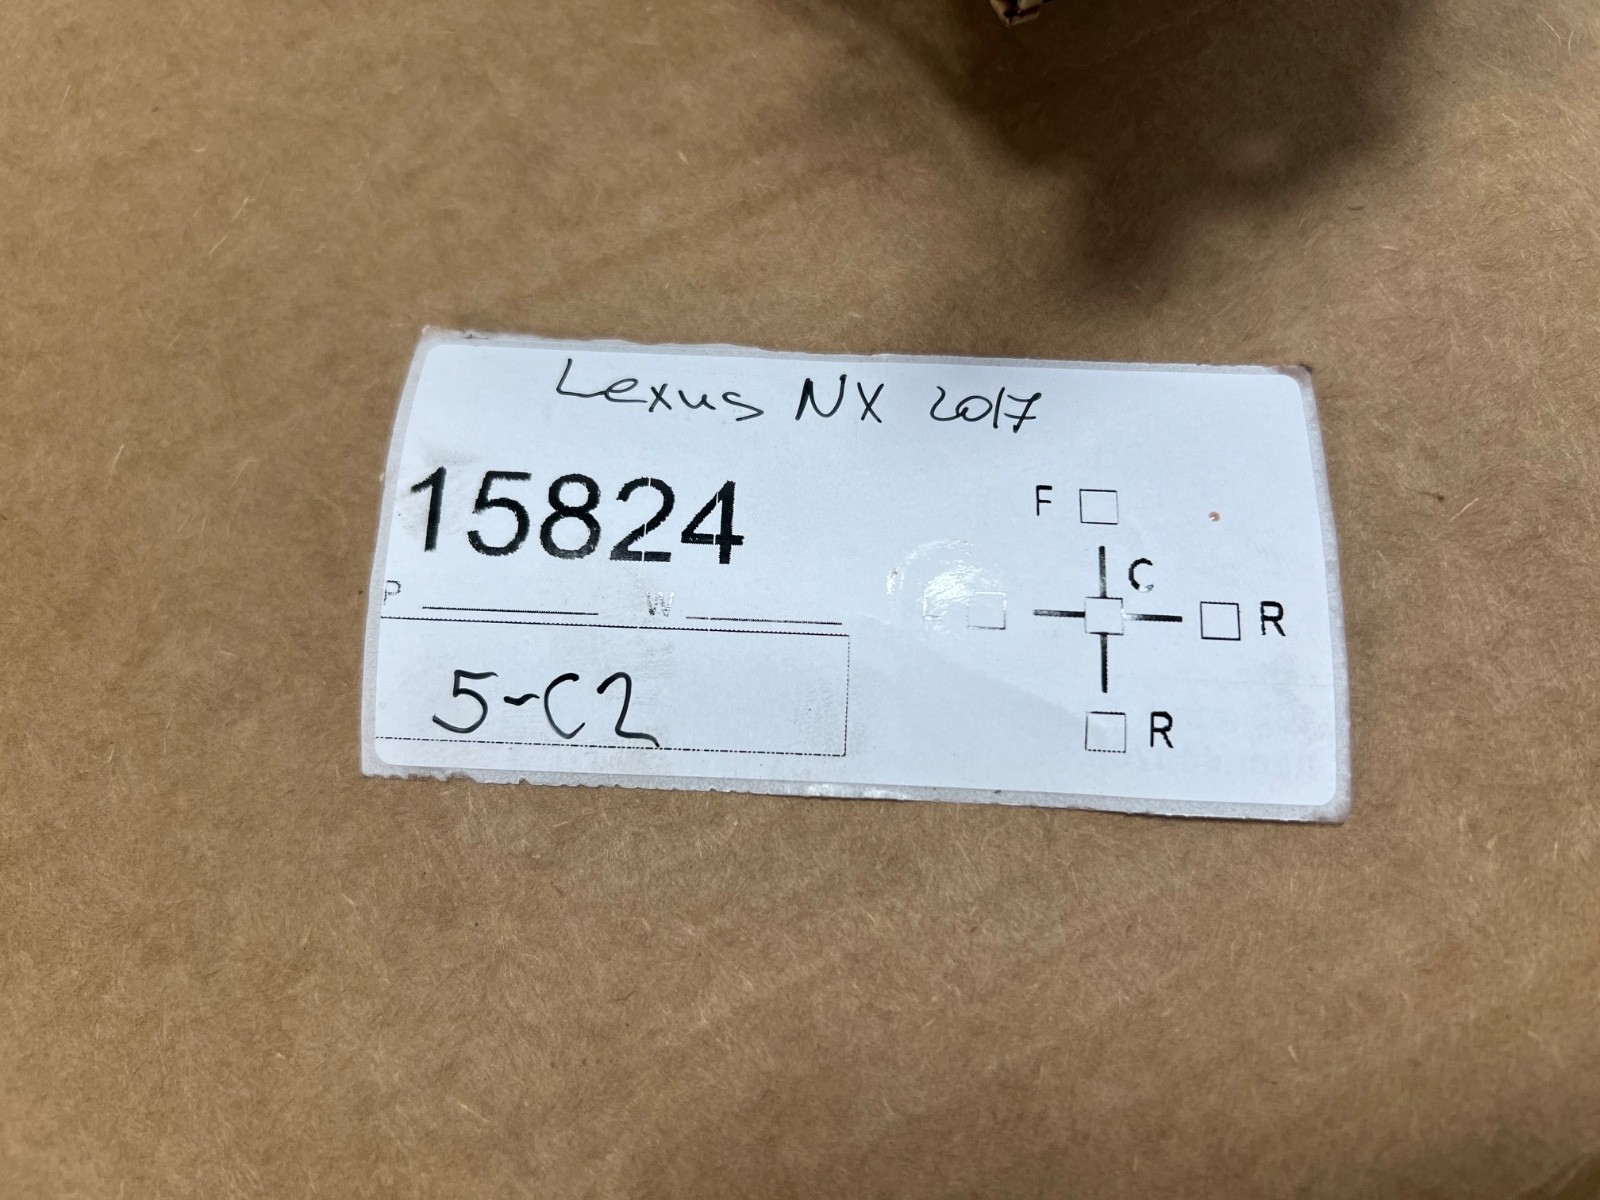 Lexus NX 2017
15824
F
C
P W
R
5-C2
R